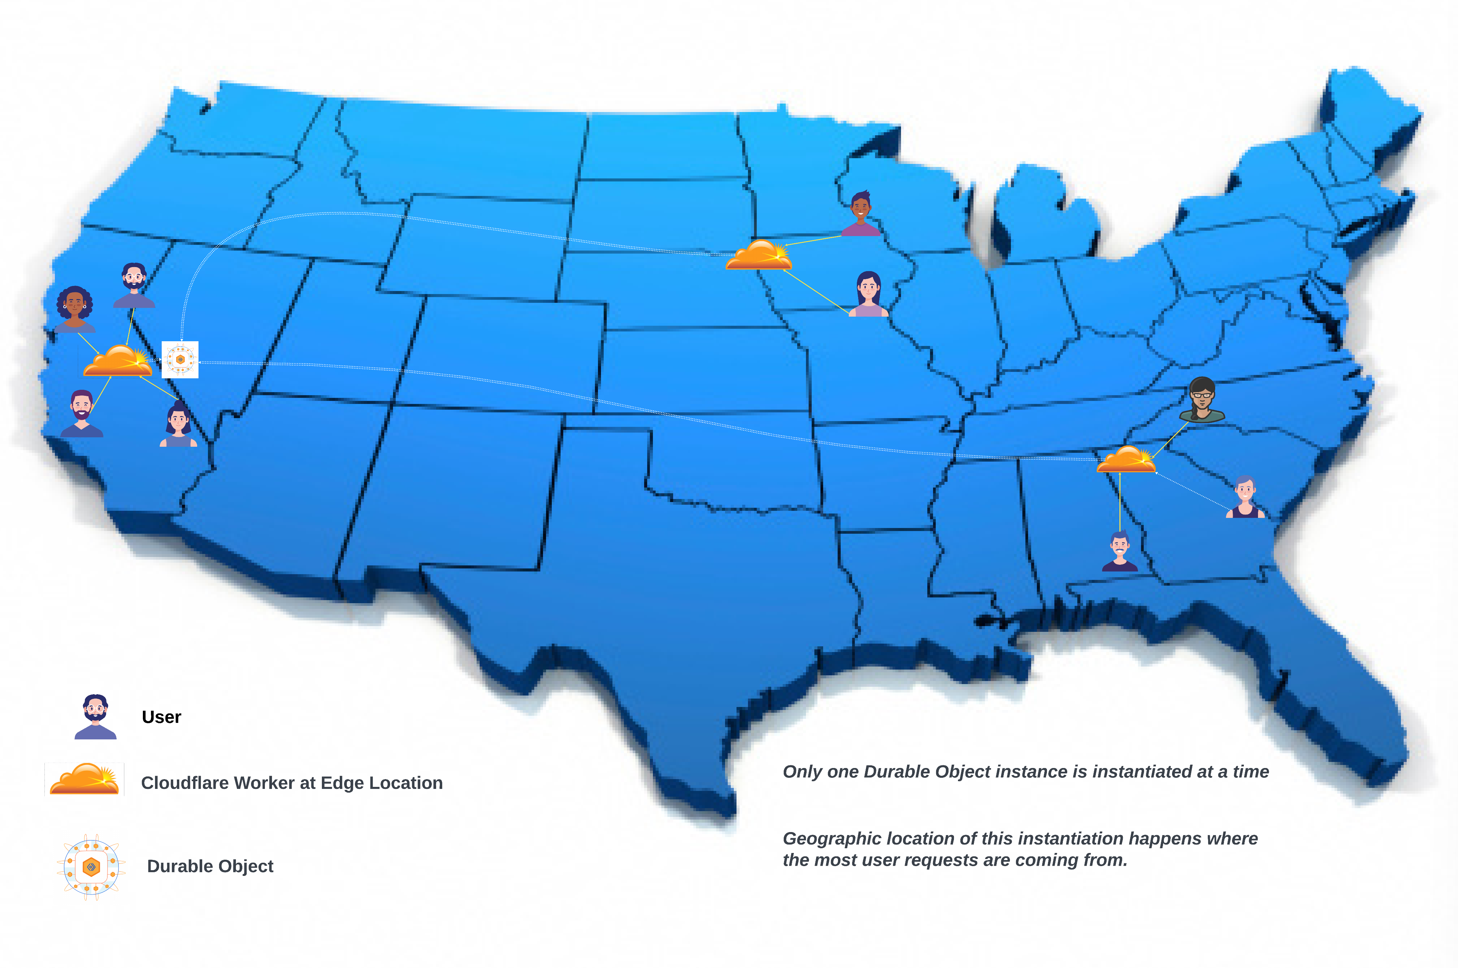 User
Cloudflare Worker at Edge Location
Durable Object
Only one Durable Object instance is instantiated at a time
Geographic location of this instantiation happens where
the most user requests are coming from.